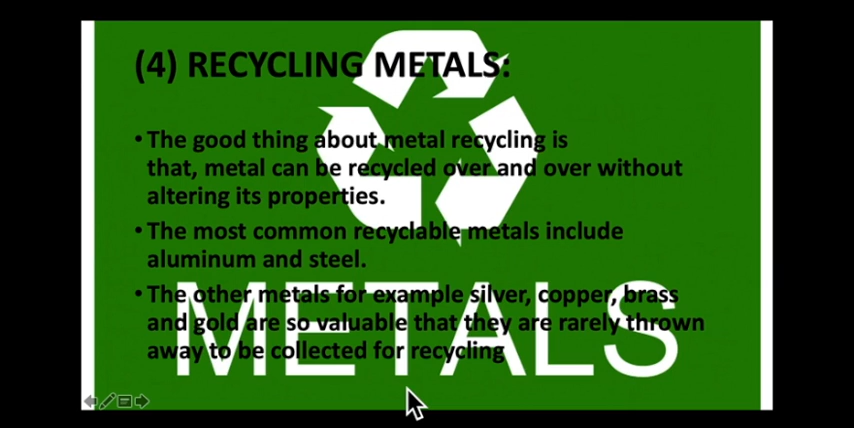 (4) RECYCLING METALS:
• The good thing about metal recycling is
that, metal can be recycled over and over without
altering its properties.
• The most common recyclable metals include
aluminum and steel.
• The other metals for example silver, copper, brass
and gold are so valuable that they are rarely thrown
away to be collected for recycling
METALS